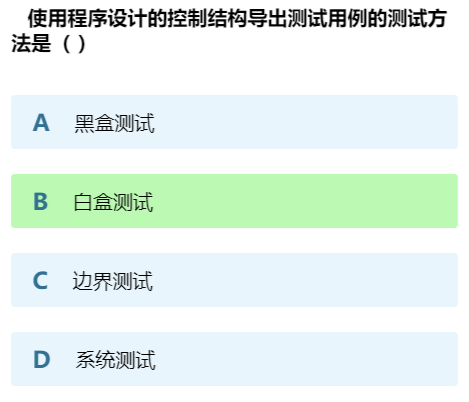 使用程序设计的控制结构导出测试用例的测试方
法是（ ）
A 黑盒测试
B 白盒测试
C 边界测试
D 系统测试